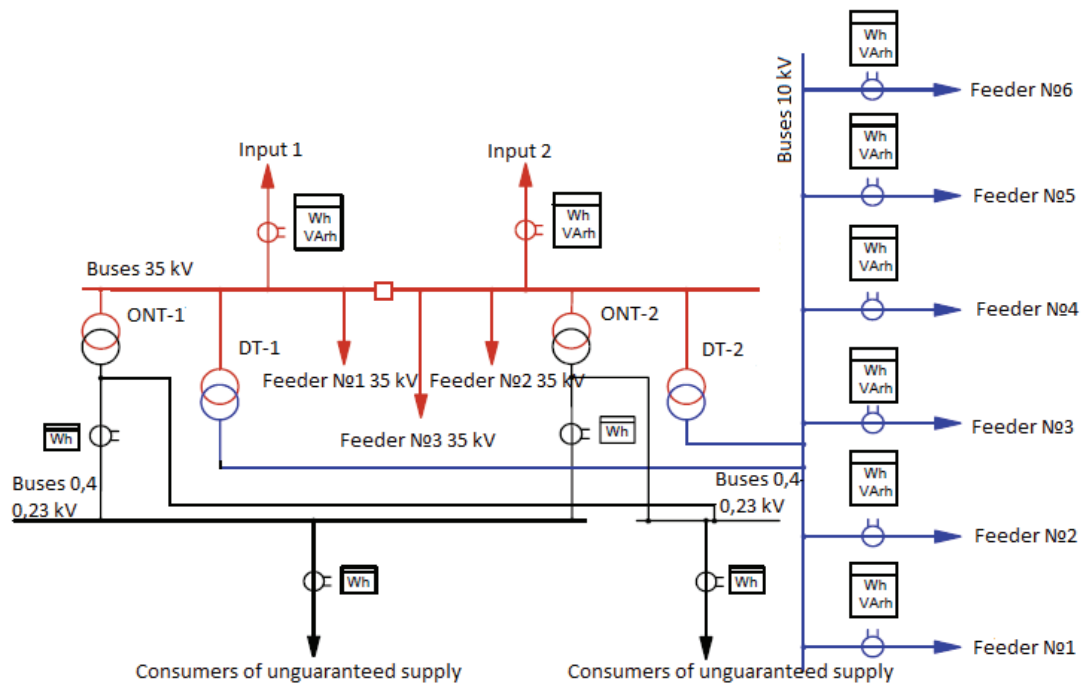 Wh
VArh
Feeder №6
Buses 10 kV
Wh
VArh
Feeder №5
Input 1
Input 2
Wh
VArh
Wh
VArh
Buses 35 kV
Wh
VArh
Feeder №4
ONT-1
ONT-2
DT-1
DT-2
Feeder №1 35 kV
Feeder №2 35 kV
Feeder №3 35 kV
Wh
VArh
Feeder №3
Wh
Wh
Buses 0,4
0,23 kV
Buses 0,4
0,23 kV
Wh
VArh
Feeder №2
Wh
Wh
Wh
VArh
Feeder №1
Consumers of unguaranteed supply
Consumers of unguaranteed supply